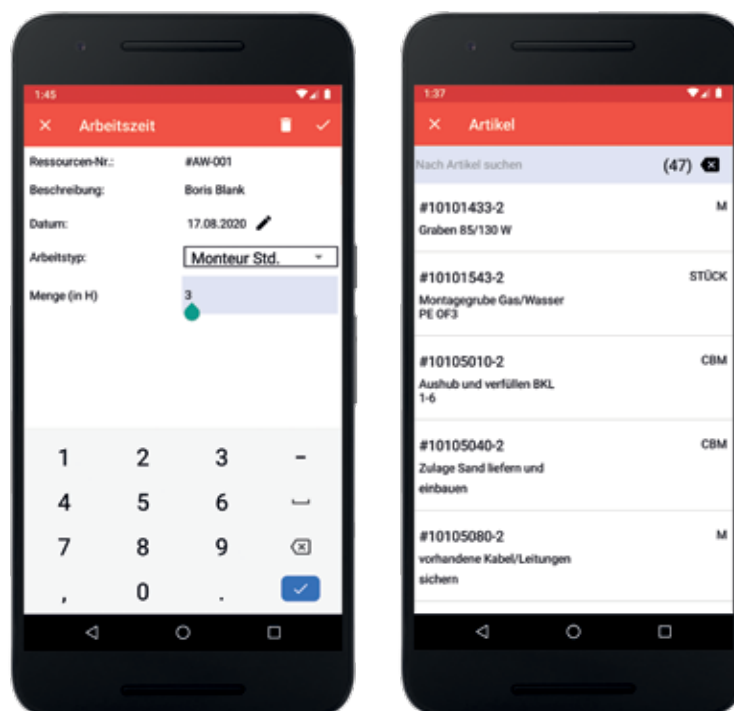 1:45
Arbeitszeit
Ressourcen-Nr.: #AW-001
Beschreibung: Boris Blank
Datum: 17.08.2020
Arbeitstyp: Monteur Std.
Menge (in H) 3
1 2 3 -
4 5 6
7 8 9
, 0 .
1:37
Artikel
Nach Artikel suchen (47)
#10101433-2 M
Graben 85/130 W
#10101543-2 STÜCK
Montagegrube Gas/Wasser
PE OF3
#10105010-2 CBM
Aushub und verfüllen BKL
1-6
#10105040-2 CBM
Zulage Sand liefern und
einbauen
#10105080-2 M
vorhandene Kabel/Leitungen
sichern